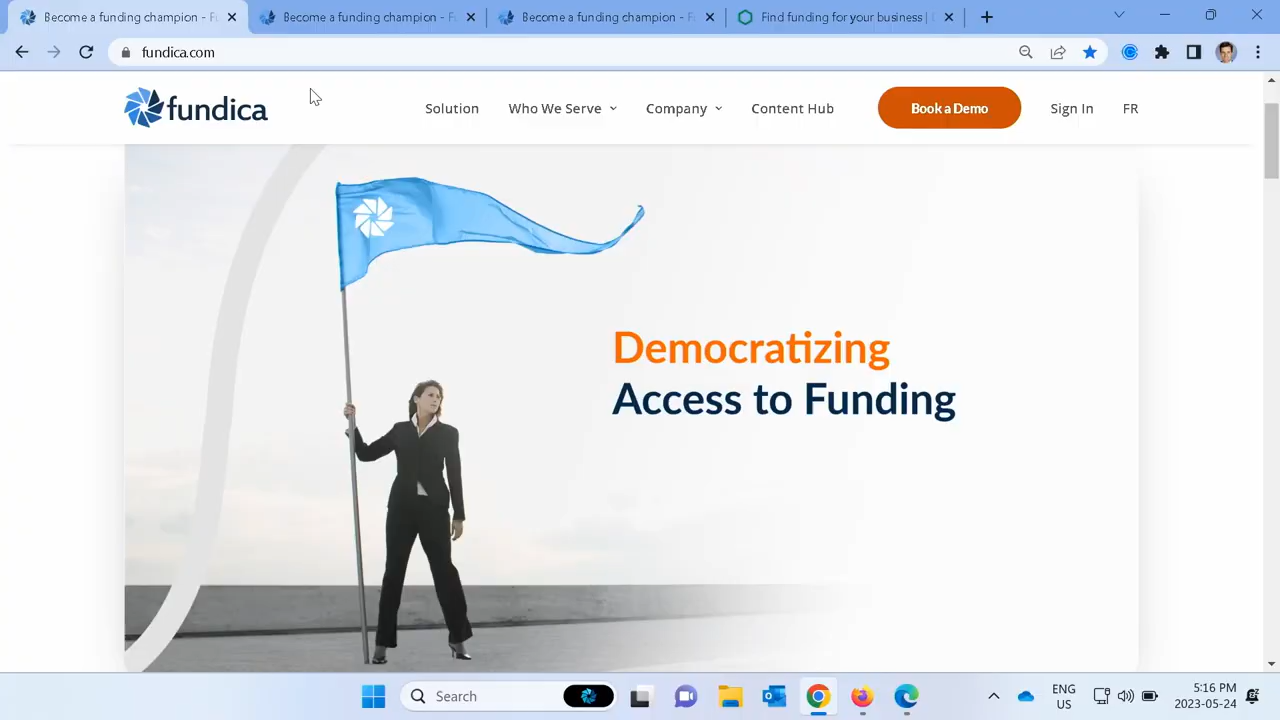 Become a funding champion - Fu
Become a funding champion - F
Become a funding champion - F
Find funding for your business |
fundica.com
fundica
Solution
Who We Serve
Company
Content Hub
Book a Demo
Sign In
FR
Democratizing
Access to Funding
Search
ENG
US
5:16 PM
2023-05-24